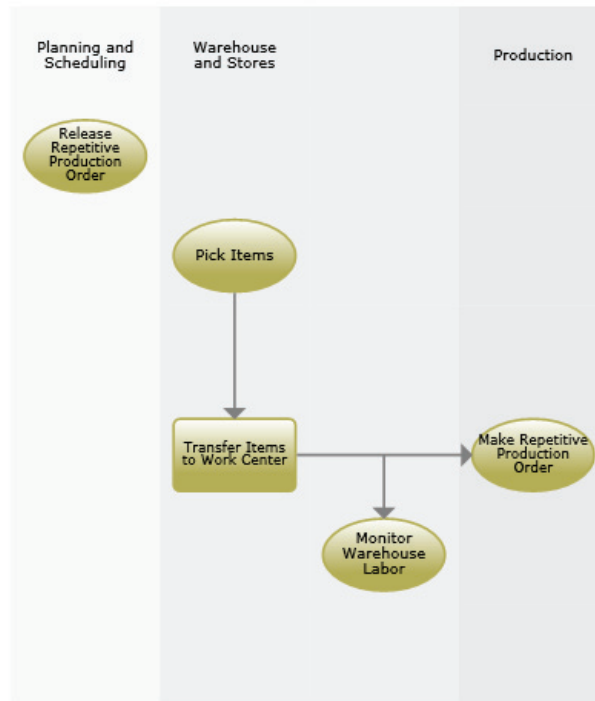 Planning and
Scheduling
Warehouse
and Stores
Production
Release
Repetitive
Production
Order
Pick Items
Transfer Items
to Work Center
Make Repetitive
Production
Order
Monitor
Warehouse
Labor